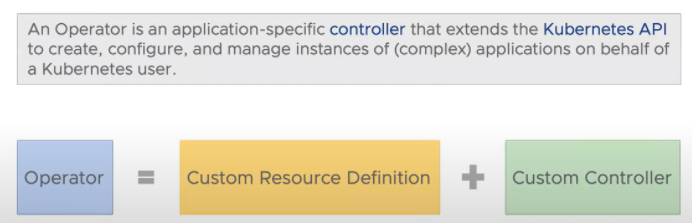 An Operator is an application-specific controller that extends the Kubernetes API
to create, configure, and manage instances of (complex) applications on behalf of
a Kubernetes user.
Operator = Custom Resource Definition + Custom Controller